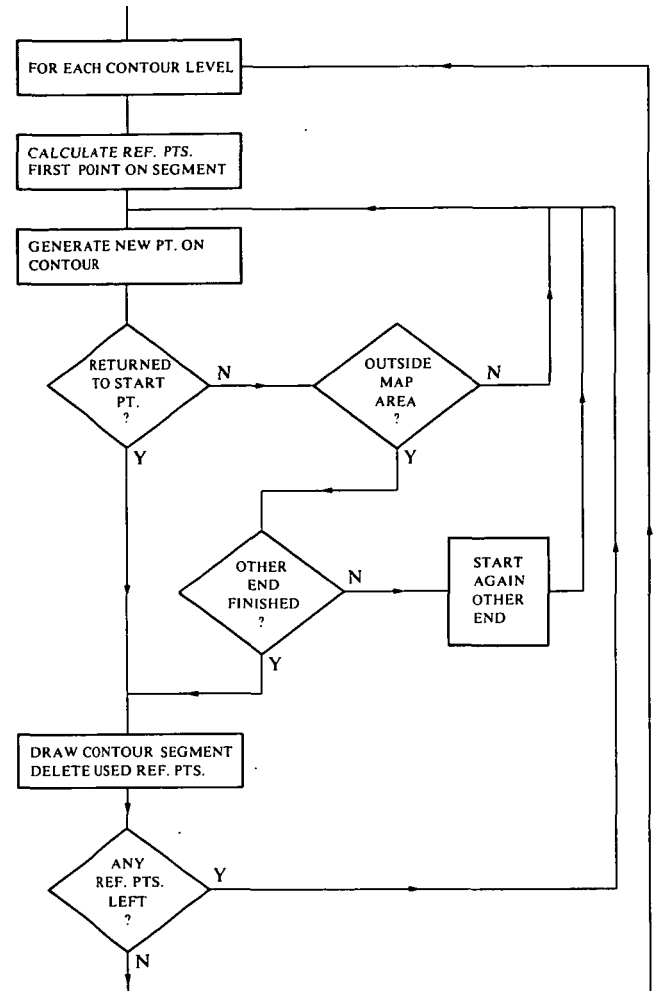 FOR EACH CONTOUR LEVEL
CALCULATE REF. PTS.
FIRST POINT ON SEGMENT
GENERATE NEW PT. ON
CONTOUR
RETURNED
TO START
PT.
?
N
Y
OUTSIDE
MAP
AREA
?
N
Y
OTHER
END
FINISHED
?
N
Y
START
AGAIN
OTHER
END
DRAW CONTOUR SEGMENT
DELETE USED REF. PTS.
ANY
REF. PTS.
LEFT
?
Y
N